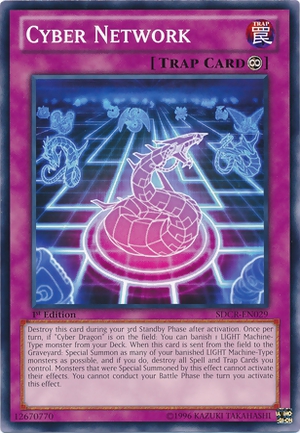 CYBER NETWORK
TRAP
罠
[TRAP CARD]
1st Edition
SDCR-EN029
Destroy this card during your 3rd Standby Phase after activation. Once per
turn, if "Cyber Dragon" is on the field: You can banish 1 LIGHT Machine-
Type monster from your Deck. When this card is sent from the field to the
Graveyard: Special Summon as many of your banished LIGHT Machine-Type
monsters as possible, and if you do, destroy all Spell and Trap Cards you
control. Monsters that were Special Summoned by this effect cannot activate
their effects. You cannot conduct your Battle Phase the turn you activate
this effect.
12670770
©1996 KAZUKI TAKAHASHI